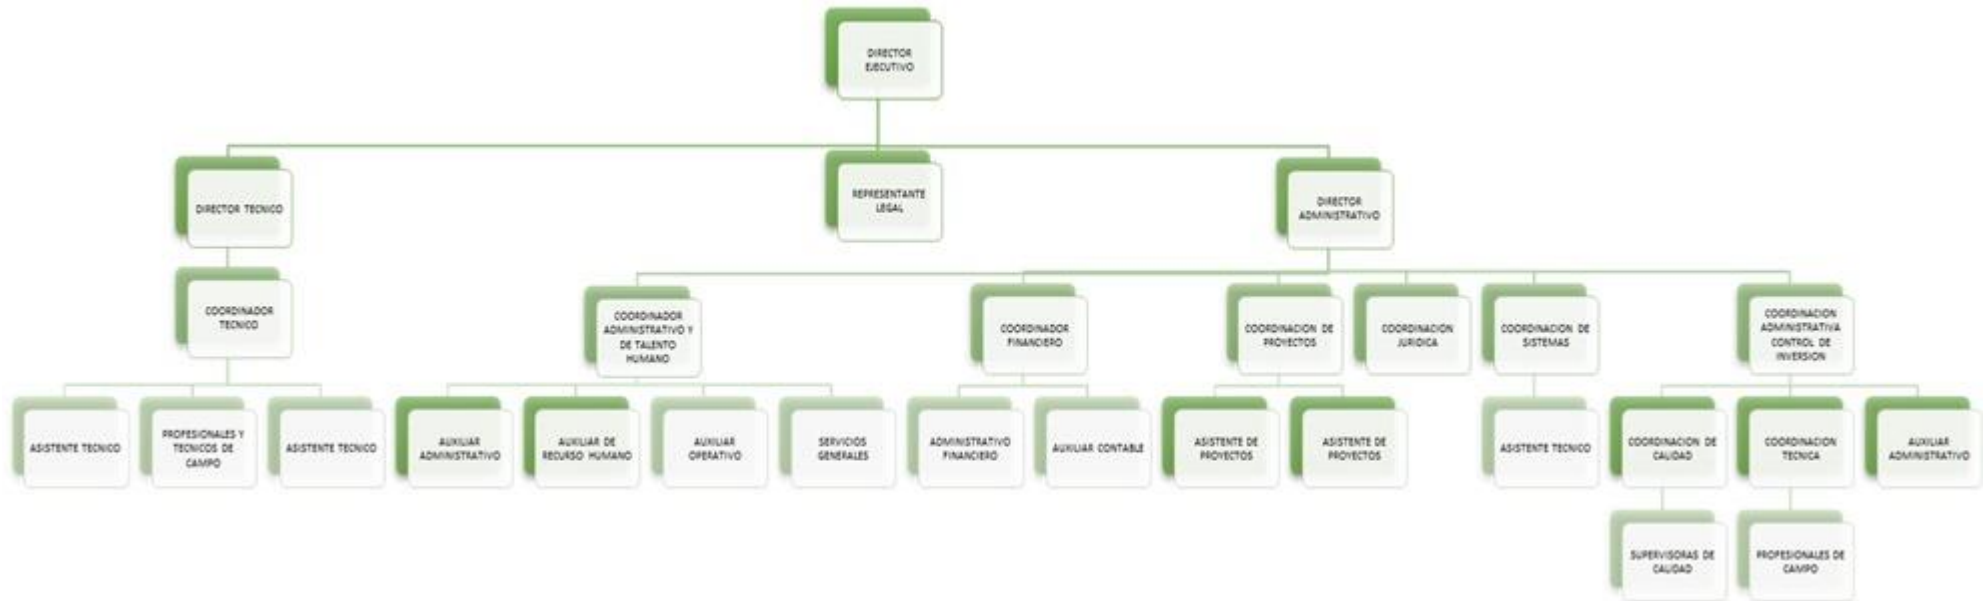 DIRECTOR
EJECUTIVO
DIRECTOR TECNICO
REPRESENTANTE
LEGAL
DIRECTOR
ADMINISTRATIVO
COORDINADOR
TECNICO
COORDINADOR
ADMINISTRATIVO Y
DE TALENTO
HUMANO
COORDINADOR
FINANCIERO
COORDINACION DE
PROYECTOS
COORDINACION
JURIDICA
COORDINACION DE
SISTEMAS
COORDINACION
ADMINISTRATIVA
CONTROL DE
INVERSION
ASISTENTE TECNICO
PROFESIONALES Y
TECNICOS DE
CAMPO
ASISTENTE TECNICO
AUXILIAR
ADMINISTRATIVO
AUXILIAR DE
RECURSO HUMANO
AUXILIAR
OPERATIVO
SERVICIOS
GENERALES
ADMINISTRATIVO
FINANCIERO
AUXILIAR CONTABLE
ASISTENTE DE
PROYECTOS
ASISTENTE DE
PROYECTOS
ASISTENTE TECNICO
COORDINACION DE
CALIDAD
COORDINACION
TECNICA
AUXILIAR
ADMINISTRATIVO
SUPERVISORAS DE
CALIDAD
PROFESIONALES DE
CAMPO